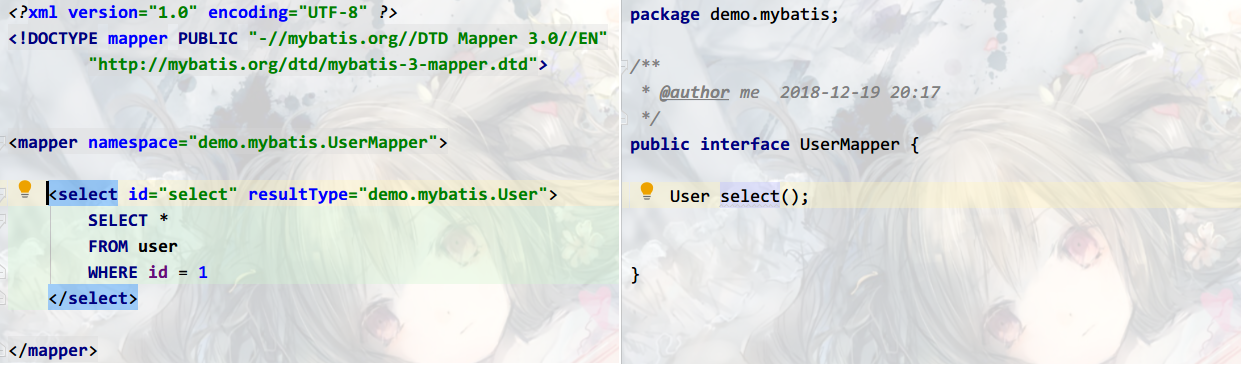 <?xml version="1.0" encoding="UTF-8" ?>
<!DOCTYPE mapper PUBLIC "-//mybatis.org//DTD Mapper 3.0//EN"
"http://mybatis.org/dtd/mybatis-3-mapper.dtd">
<mapper namespace="demo.mybatis.UserMapper">
<select id="select" resultType="demo.mybatis.User">
SELECT *
FROM user
WHERE id = 1
</select>
</mapper>
package demo.mybatis;
/**
* @author me 2018-12-19 20:17
*/
public interface UserMapper {
User select();
}